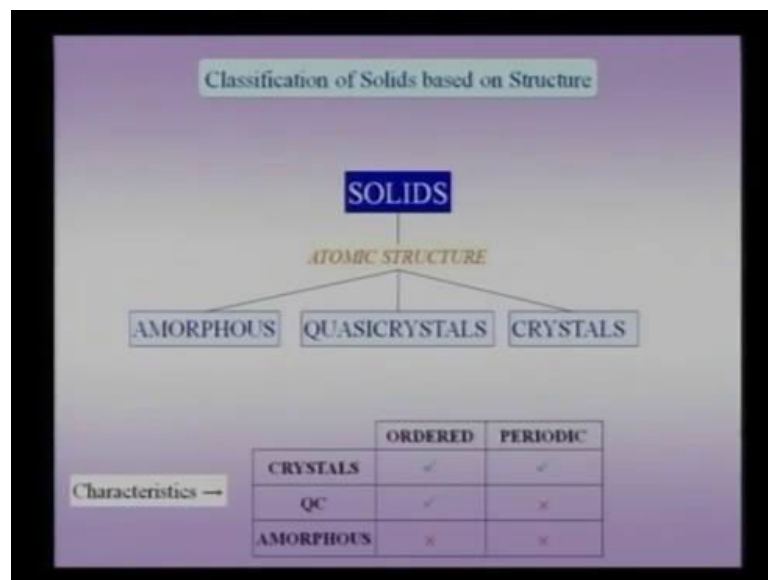 Classification of Solids based on Structure
SOLIDS
ATOMIC STRUCTURE
AMORPHOUS QUASICRYSTALS CRYSTALS
ORDERED PERIODIC
CRYSTALS ✓ ✓
Characteristics →
QC ✓ ×
AMORPHOUS × ×